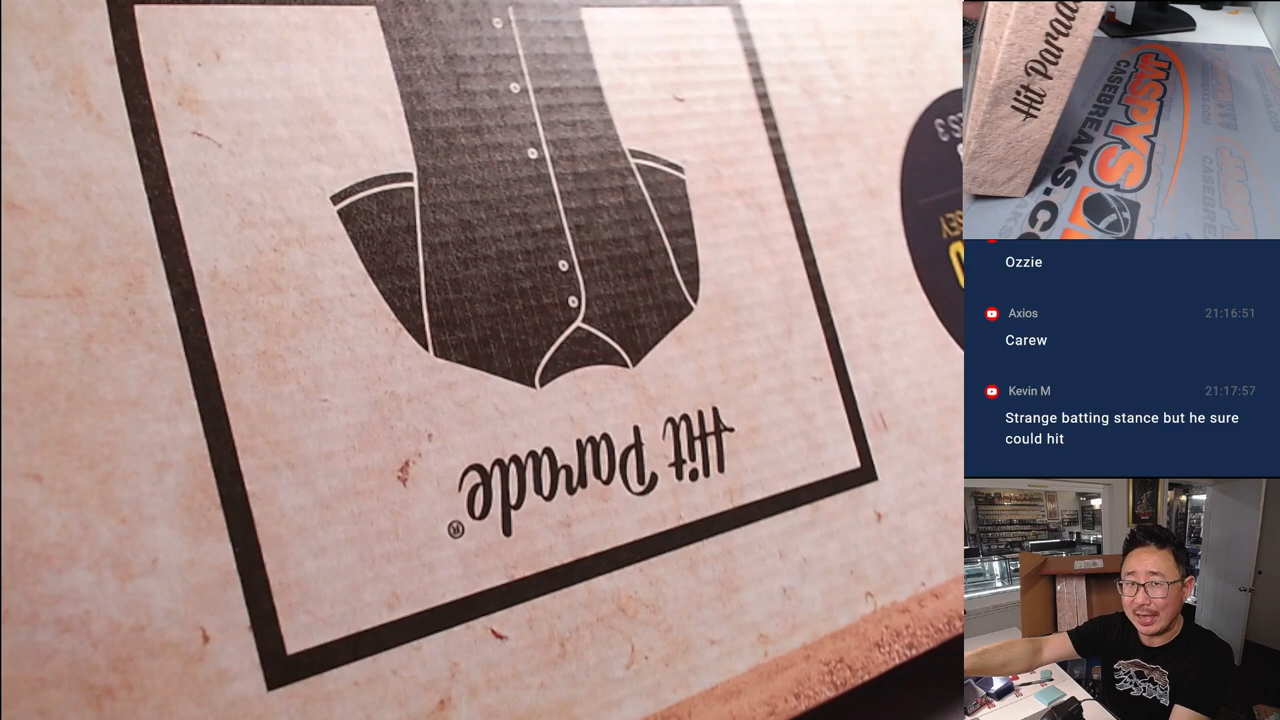 Hit Parade®
Hit Parade
JASPYS
CASEBREAKS.CO
Ozzie
Axios 21:16:51
Carew
Kevin M 21:17:57
Strange batting stance but he sure
could hit